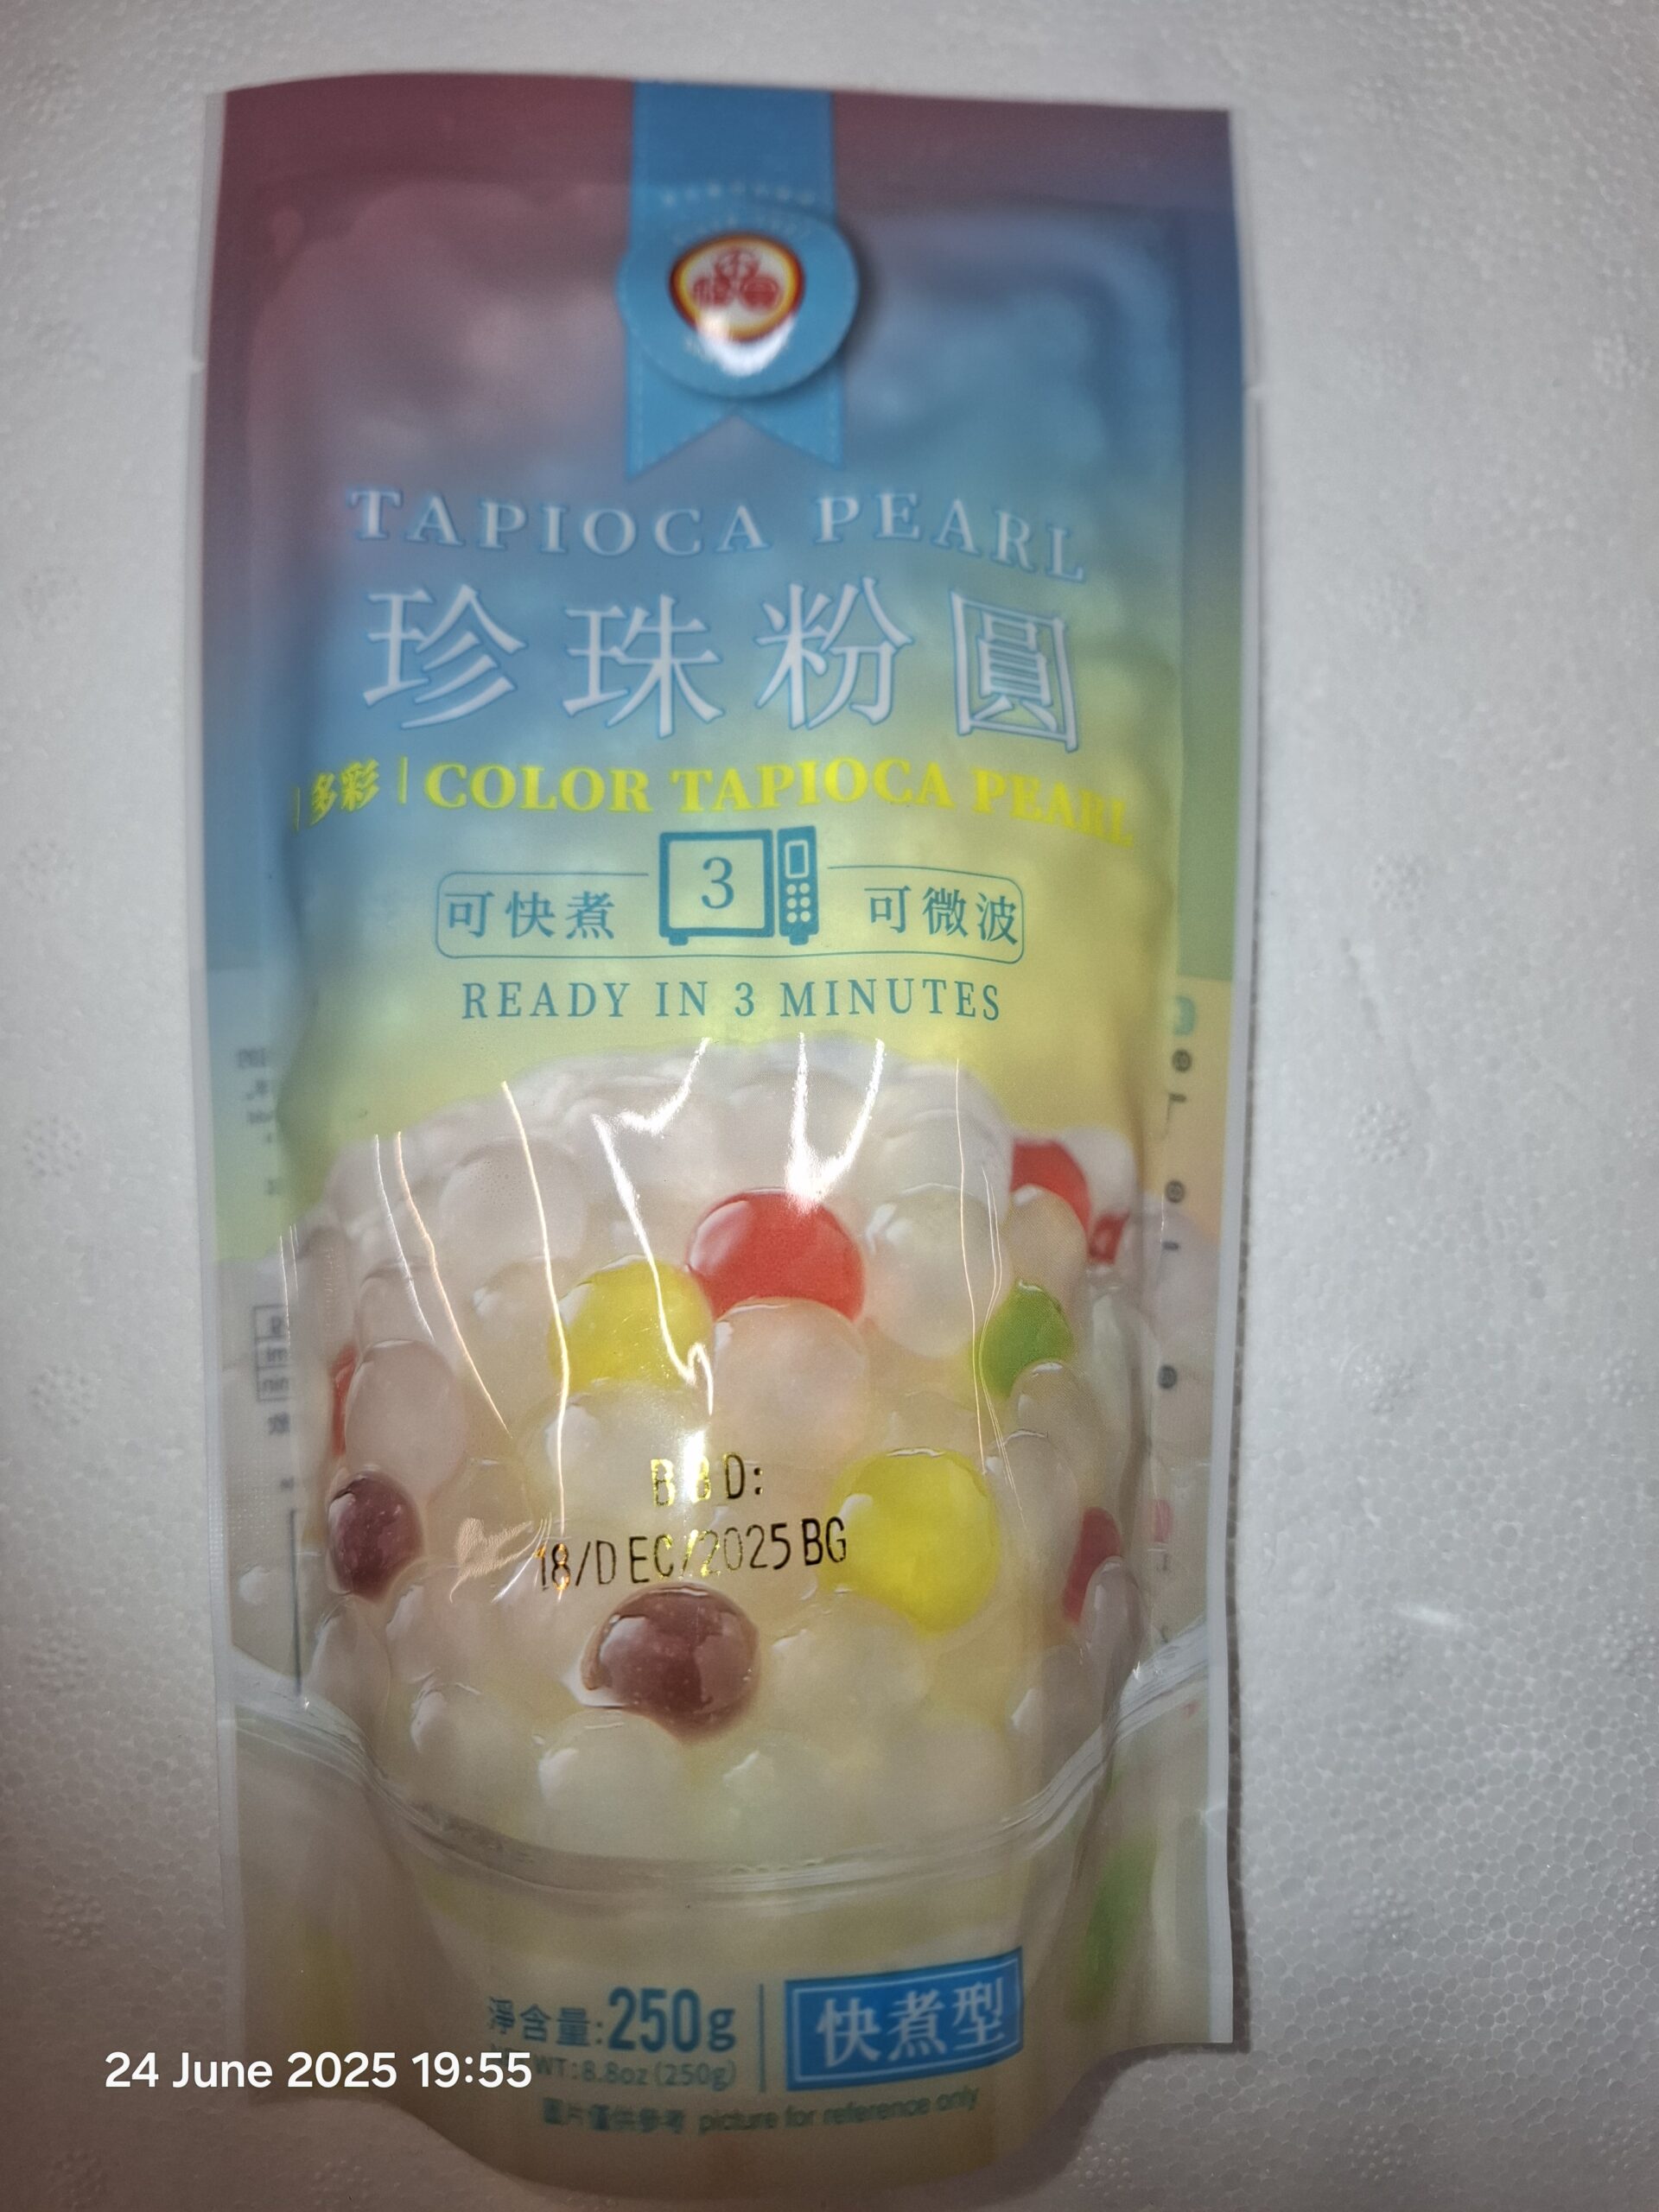 TAPIOCA PEARL
珍珠粉圓
多彩 | COLOR TAPIOCA PEARL
可快煮 3 可微波
READY IN 3 MINUTES
BBD:
18/DEC/2025 BG
淨含量:250g
快煮型
WT:8.8oz(250g)
圖片僅供參考 picture for reference only
24 June 2025 19:55